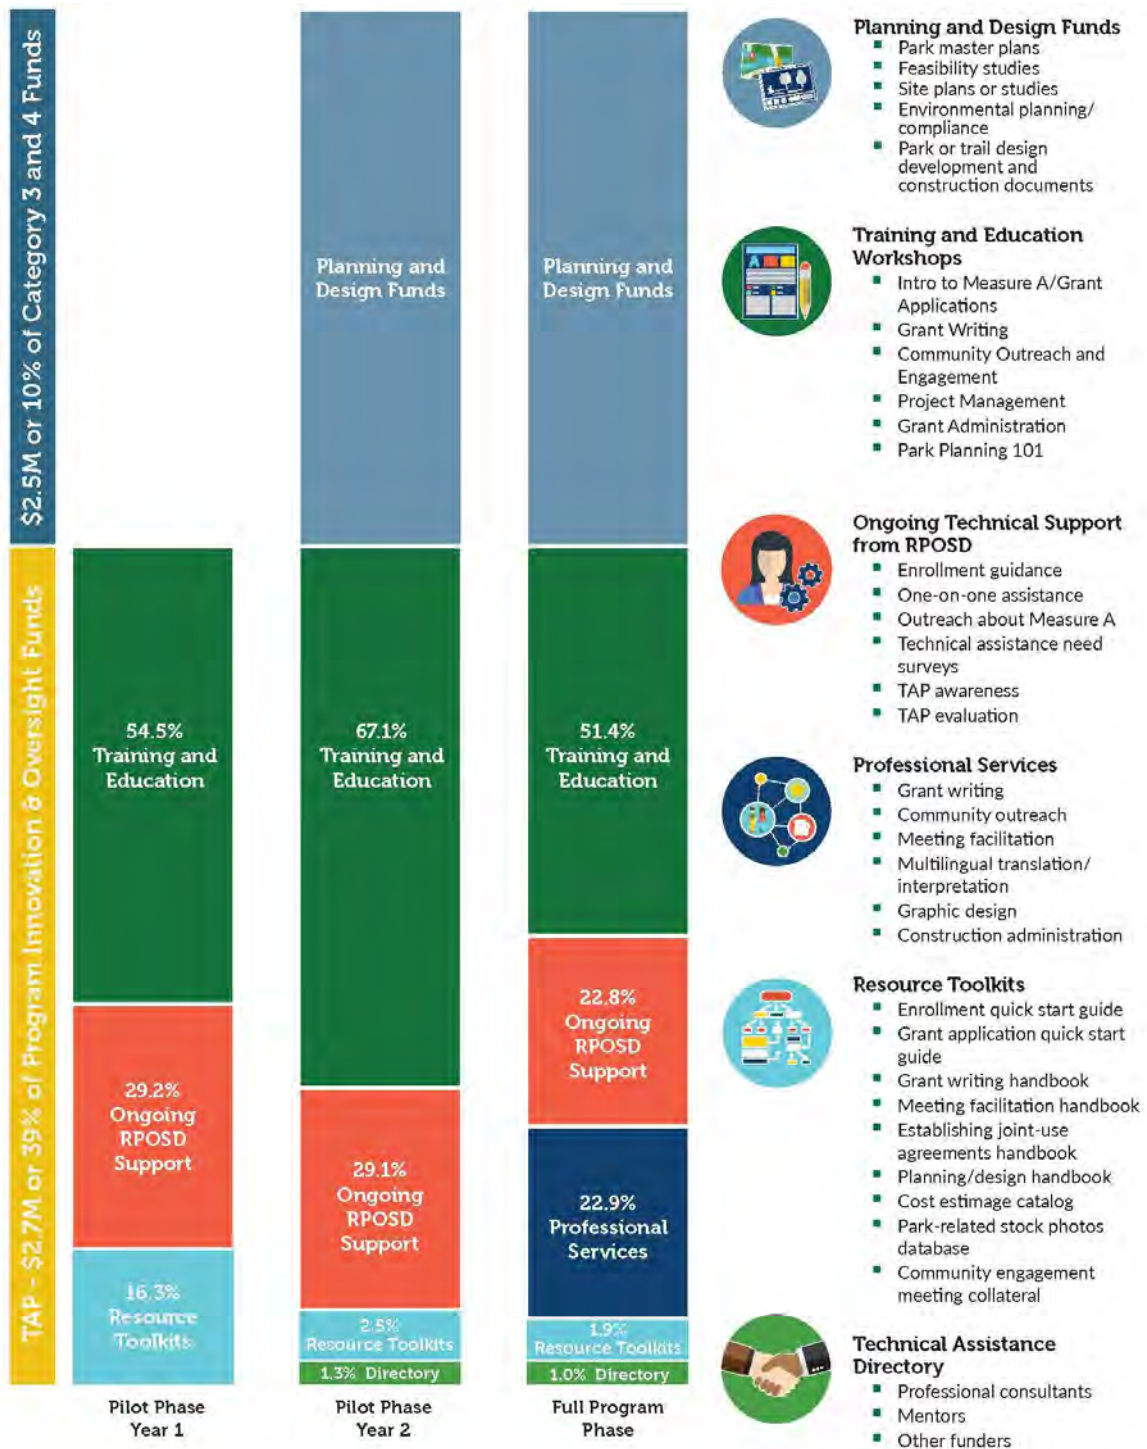 $2.5M or 10% of Category 3 and 4 Funds
TAP - $2.7M or 39% of Program Innovation & Oversight Funds
54.5%
Training and
Education
29.2%
Ongoing
RPOSD
Support
16.3%
Resource
Toolkits
Pilot Phase
Year 1
Planning and
Design Funds
67.1%
Training and
Education
29.1%
Ongoing
RPOSD
Support
2.5%
Resource Toolkits
1.3% Directory
Pilot Phase
Year 2
Planning and
Design Funds
51.4%
Training and
Education
22.8%
Ongoing
RPOSD
Support
22.9%
Professional
Services
1.9%
Resource Toolkits
1.0% Directory
Full Program
Phase
Planning and Design Funds
Park master plans
Feasibility studies
Site plans or studies
Environmental planning/
compliance
Park or trail design
development and
construction documents
Training and Education
Workshops
Intro to Measure A/Grant
Applications
Grant Writing
Community Outreach and
Engagement
Project Management
Grant Administration
Park Planning 101
Ongoing Technical Support
from RPOSD
Enrollment guidance
One-on-one assistance
Outreach about Measure A
Technical assistance need
surveys
TAP awareness
TAP evaluation
Professional Services
Grant writing
Community outreach
Meeting facilitation
Multilingual translation/
interpretation
Graphic design
Construction administration
Resource Toolkits
Enrollment quick start guide
Grant application quick start
guide
Grant writing handbook
Meeting facilitation handbook
Establishing joint-use
agreements handbook
Planning/design handbook
Cost estimage catalog
Park-related stock photos
database
Community engagement
meeting collateral
Technical Assistance
Directory
Professional consultants
Mentors
Other funders